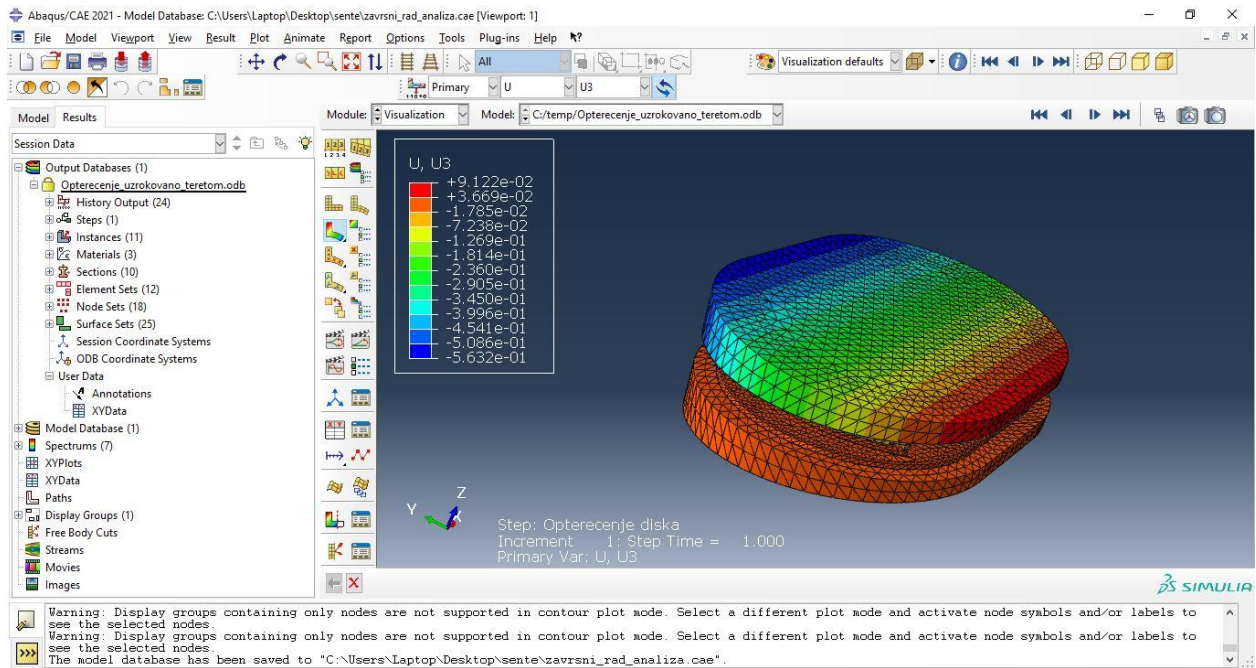 Abaqus/CAE 2021 - Model Database: C:\Users\Laptop\Desktop\sente\zavrsni_rad_analiza.cae [Viewport: 1]
File Model Viewport View Result Plot Animate Report Options Tools Plug-ins Help
All
Visualization defaults
Primary U U3
Model Results
Module: Visualization Model: C:/temp/Opterecenje_uzrokovano_teretom.odb
Session Data
Output Databases (1)
Opterecenje_uzrokovano_teretom.odb
History Output (24)
Steps (1)
Instances (11)
Materials (3)
Sections (10)
Element Sets (12)
Node Sets (18)
Surface Sets (25)
Session Coordinate Systems
ODB Coordinate Systems
User Data
Annotations
XYData
Model Database (1)
Spectrums (7)
XYPlots
XYData
Paths
Display Groups (1)
Free Body Cuts
Streams
Movies
Images
U, U3
+9.122e-02
+3.669e-02
-1.785e-02
-7.238e-02
-1.269e-01
-1.814e-01
-2.360e-01
-2.905e-01
-3.450e-01
-3.996e-01
-4.541e-01
-5.086e-01
-5.632e-01
Z
Y
X
Step: Opterecenje diska
Increment 1: Step Time = 1.000
Primary Var: U, U3
SIMULIA
Warning: Display groups containing only nodes are not supported in contour plot mode. Select a different plot mode and activate node symbols and/or labels to
see the selected nodes.
Warning: Display groups containing only nodes are not supported in contour plot mode. Select a different plot mode and activate node symbols and/or labels to
see the selected nodes.
The model database has been saved to "C:\Users\Laptop\Desktop\sente\zavrsni_rad_analiza.cae".